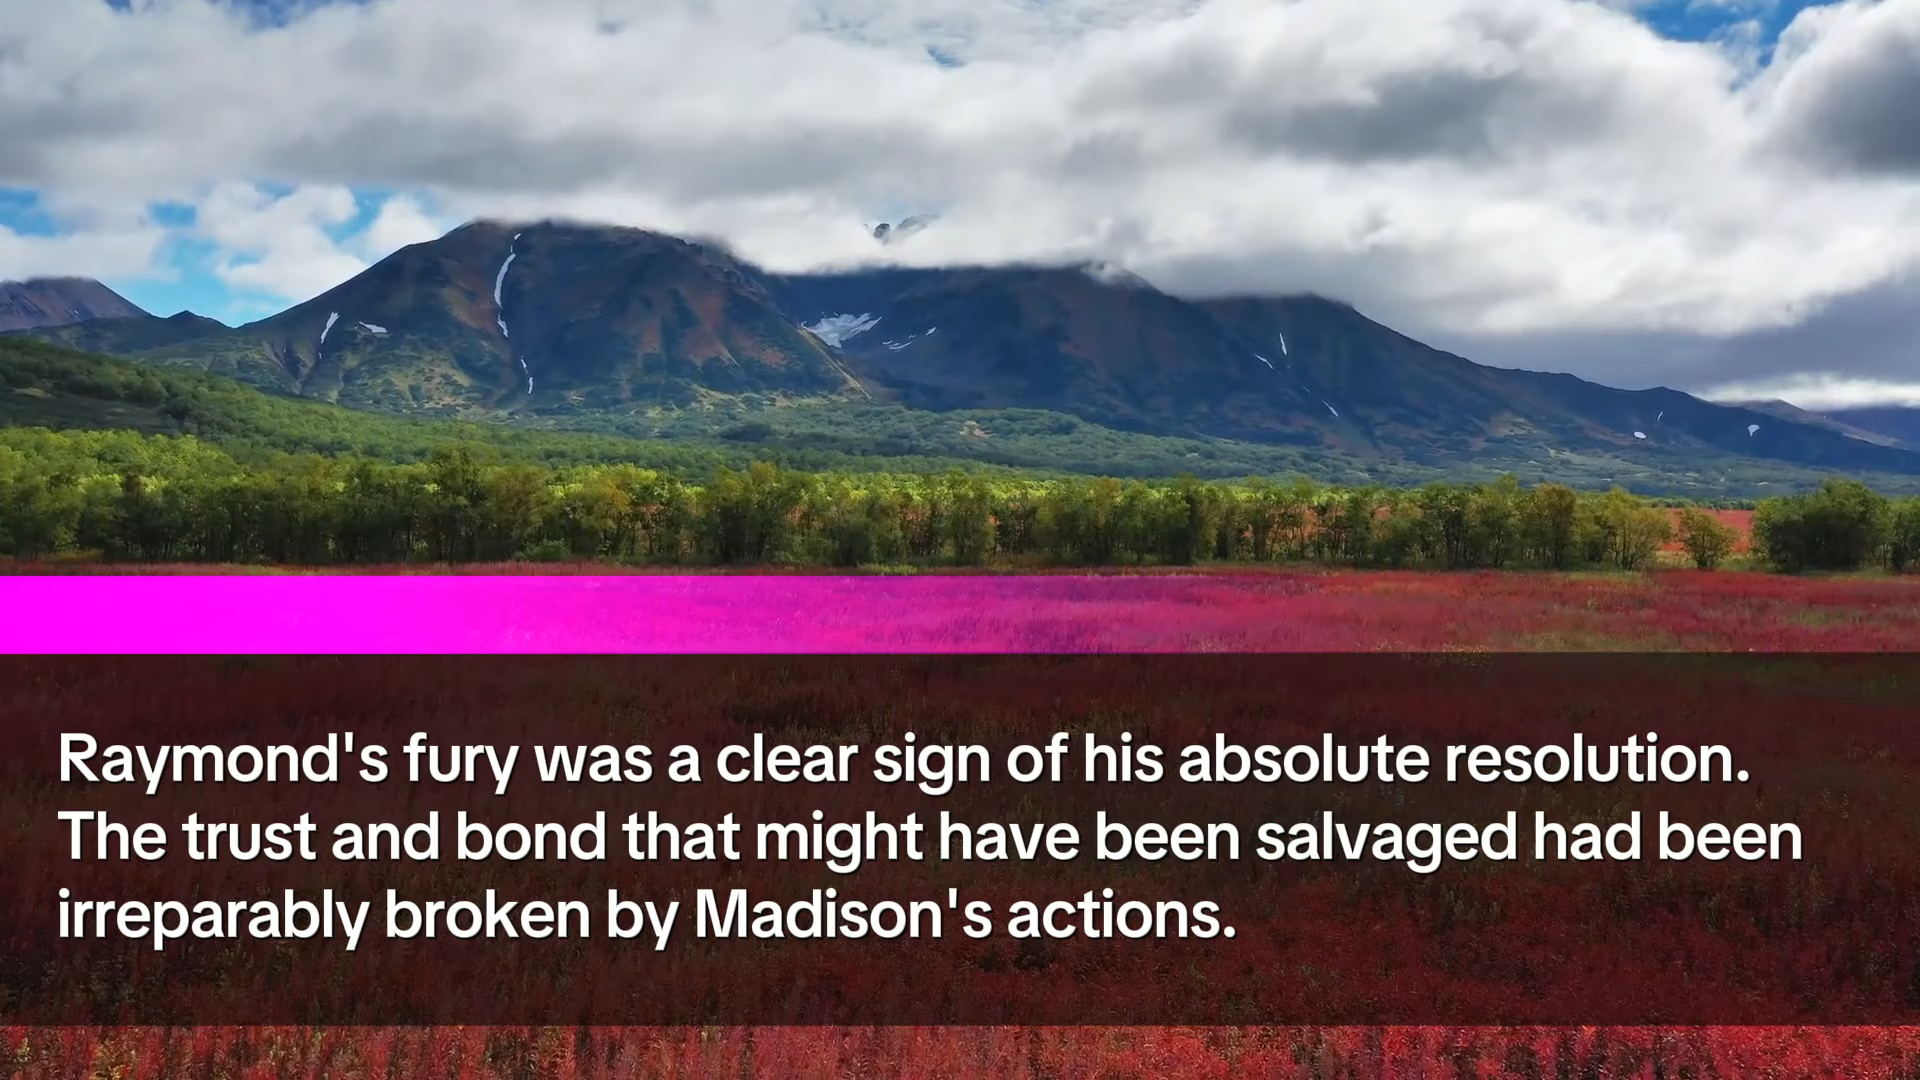 Raymond's fury was a clear sign of his absolute resolution.
The trust and bond that might have been salvaged had been
irreparably broken by Madison's actions.